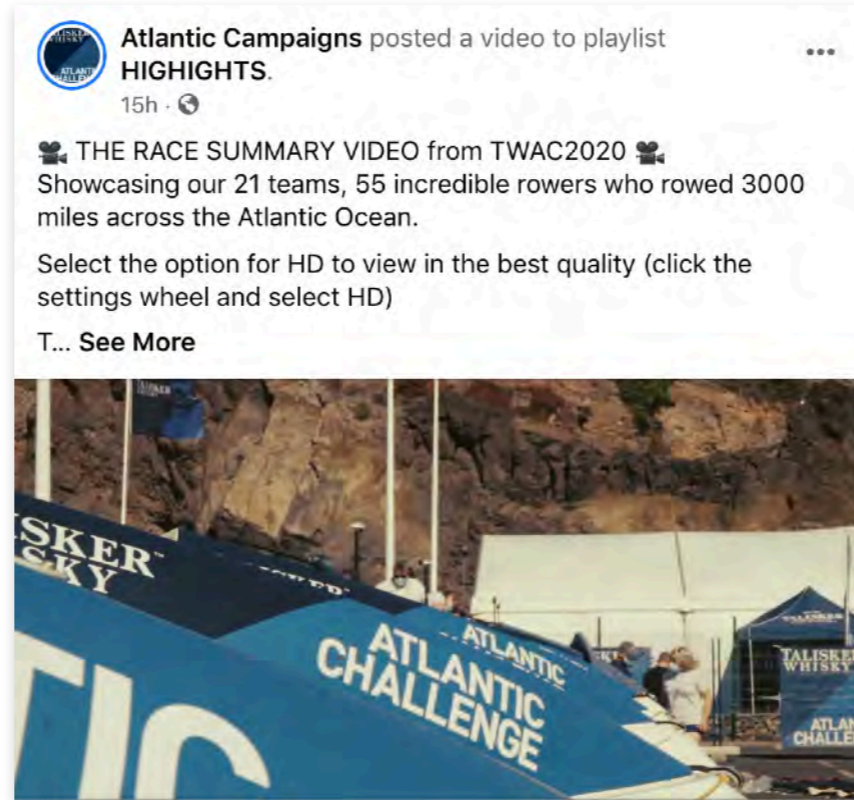 Atlantic Campaigns posted a video to playlist
HIGHIGHTS.
15h ·
THE RACE SUMMARY VIDEO from TWAC2020
Showcasing our 21 teams, 55 incredible rowers who rowed 3000
miles across the Atlantic Ocean.
Select the option for HD to view in the best quality (click the
settings wheel and select HD)
T... See More
ISKER™
SKY
TIC
ATLANTIC
CHALLENGE
ATLANTIC
TALISKER
TALISKE
WHISKY
ATLAN
CHALLE